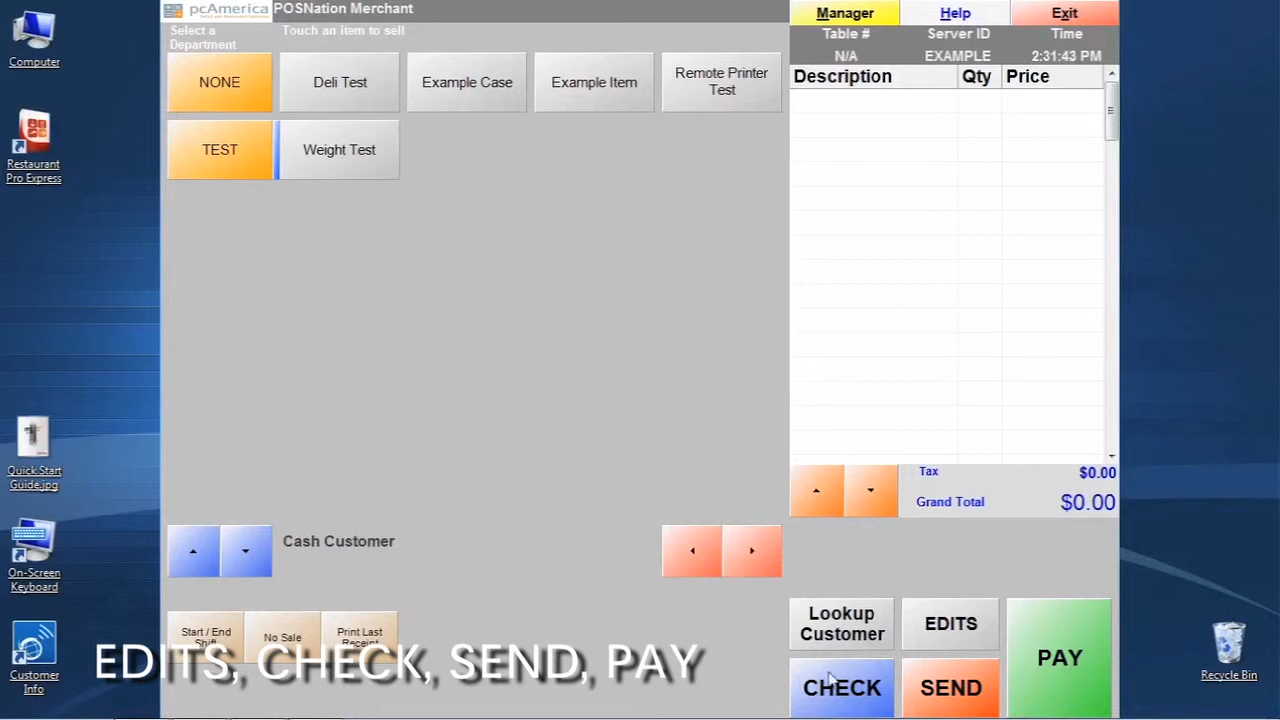 Computer
Restaurant
Pro Express
Quick Start
Guide.jpg
On-Screen
Keyboard
Customer
Info
Recycle Bin
pcAmerica
POSNation Merchant
Manager
Help
Exit
Select a
Department
Touch an item to sell
Table #
Server ID
Time
N/A
EXAMPLE
2:31:43 PM
NONE
Deli Test
Example Case
Example Item
Remote Printer
Test
TEST
Weight Test
Description
Qty
Price
Tax
$0.00
Grand Total
$0.00
Cash Customer
Start / End
Shift
No Sale
Print Last
Receipt
Lookup
Customer
EDITS
PAY
CHECK
SEND
EDITS, CHECK, SEND, PAY